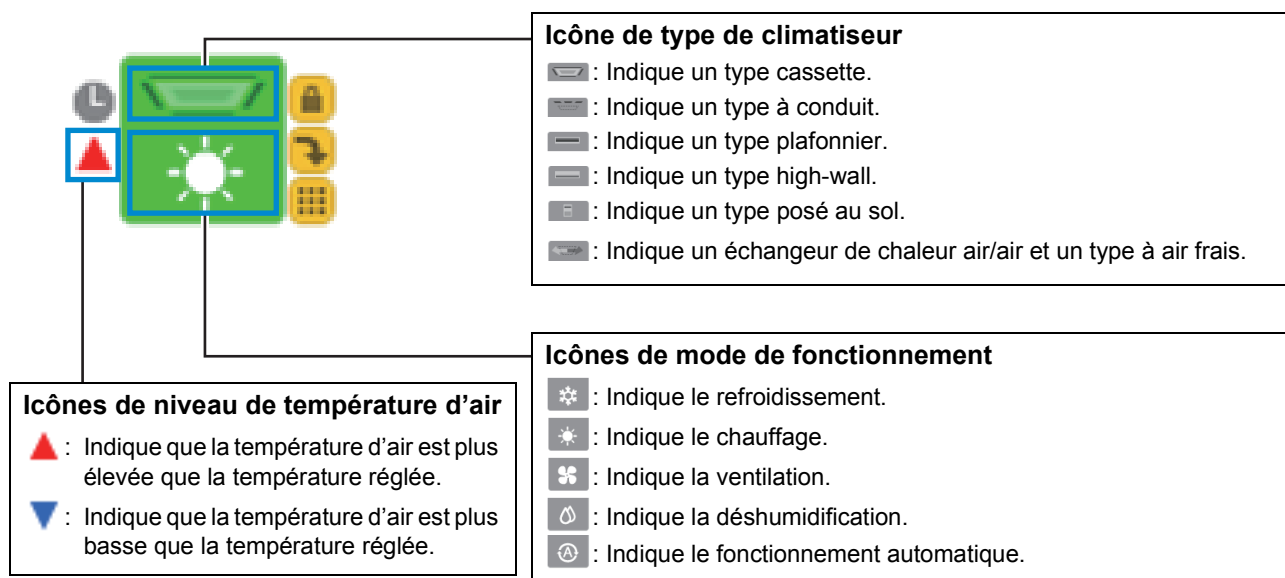 Icône de type de climatiseur
: Indique un type cassette.
: Indique un type à conduit.
: Indique un type plafonnier.
: Indique un type high-wall.
: Indique un type posé au sol.
: Indique un échangeur de chaleur air/air et un type à air frais.
Icônes de mode de fonctionnement
: Indique le refroidissement.
: Indique le chauffage.
: Indique la ventilation.
: Indique la déshumidification.
A : Indique le fonctionnement automatique.
Icônes de niveau de température d’air
: Indique que la température d’air est plus
élevée que la température réglée.
: Indique que la température d’air est plus
basse que la température réglée.